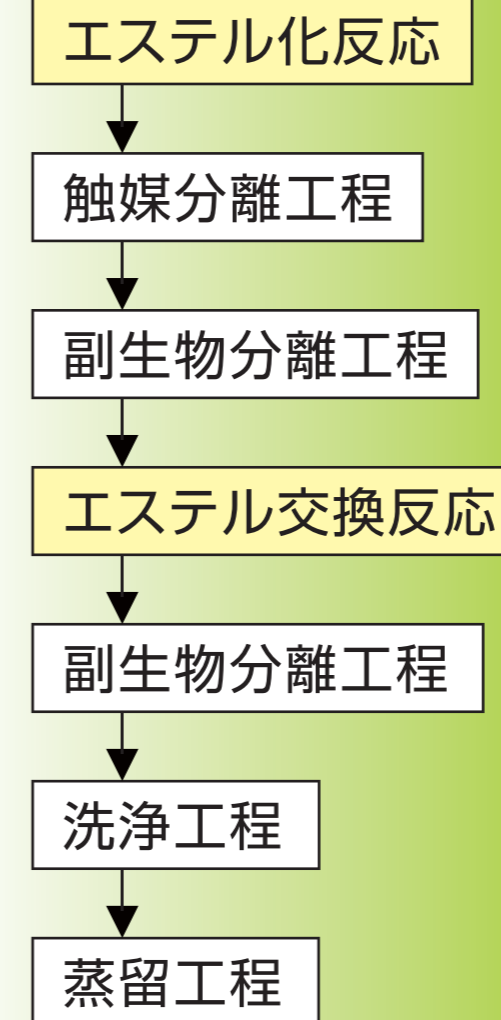 エステル化反応
触媒分離工程
副生物分離工程
エステル交換反応
副生物分離工程
洗浄工程
蒸留工程